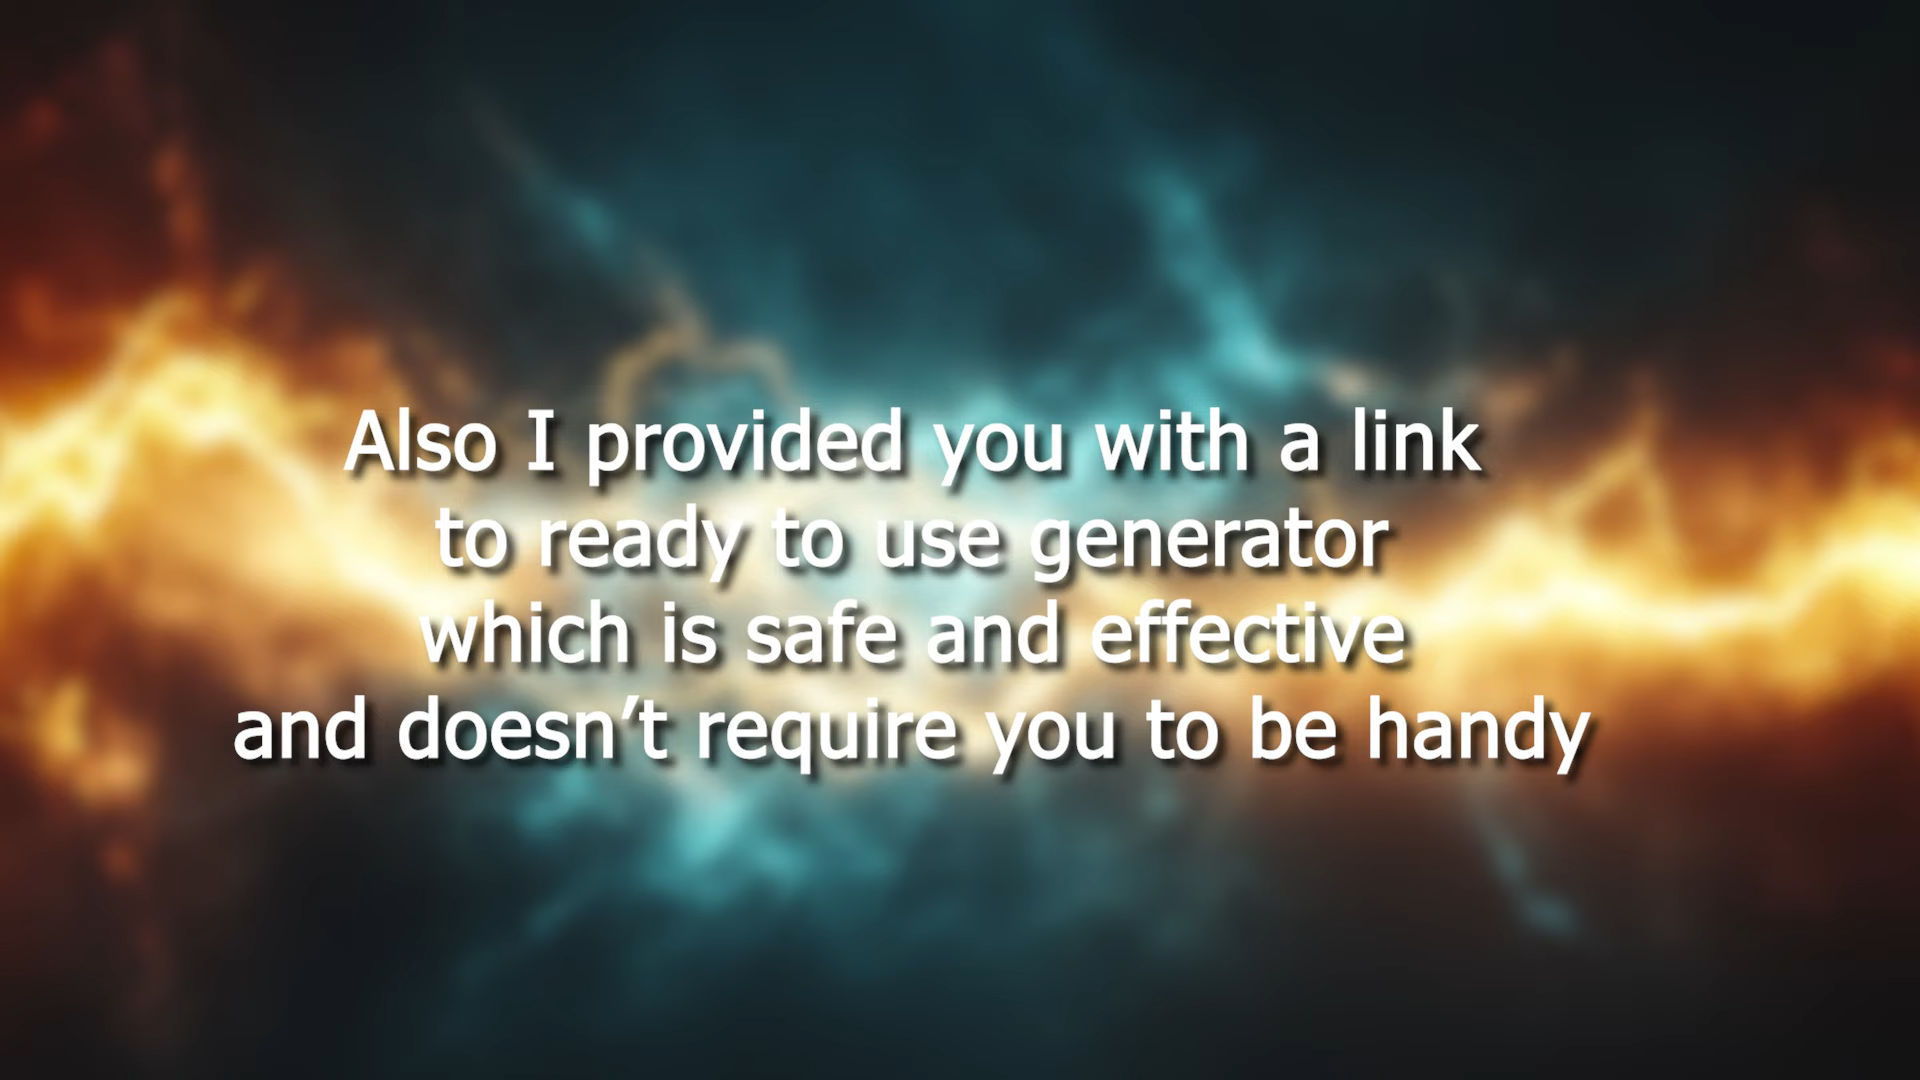 Also I provided you with a link
to ready to use generator
which is safe and effective
and doesn’t require you to be handy